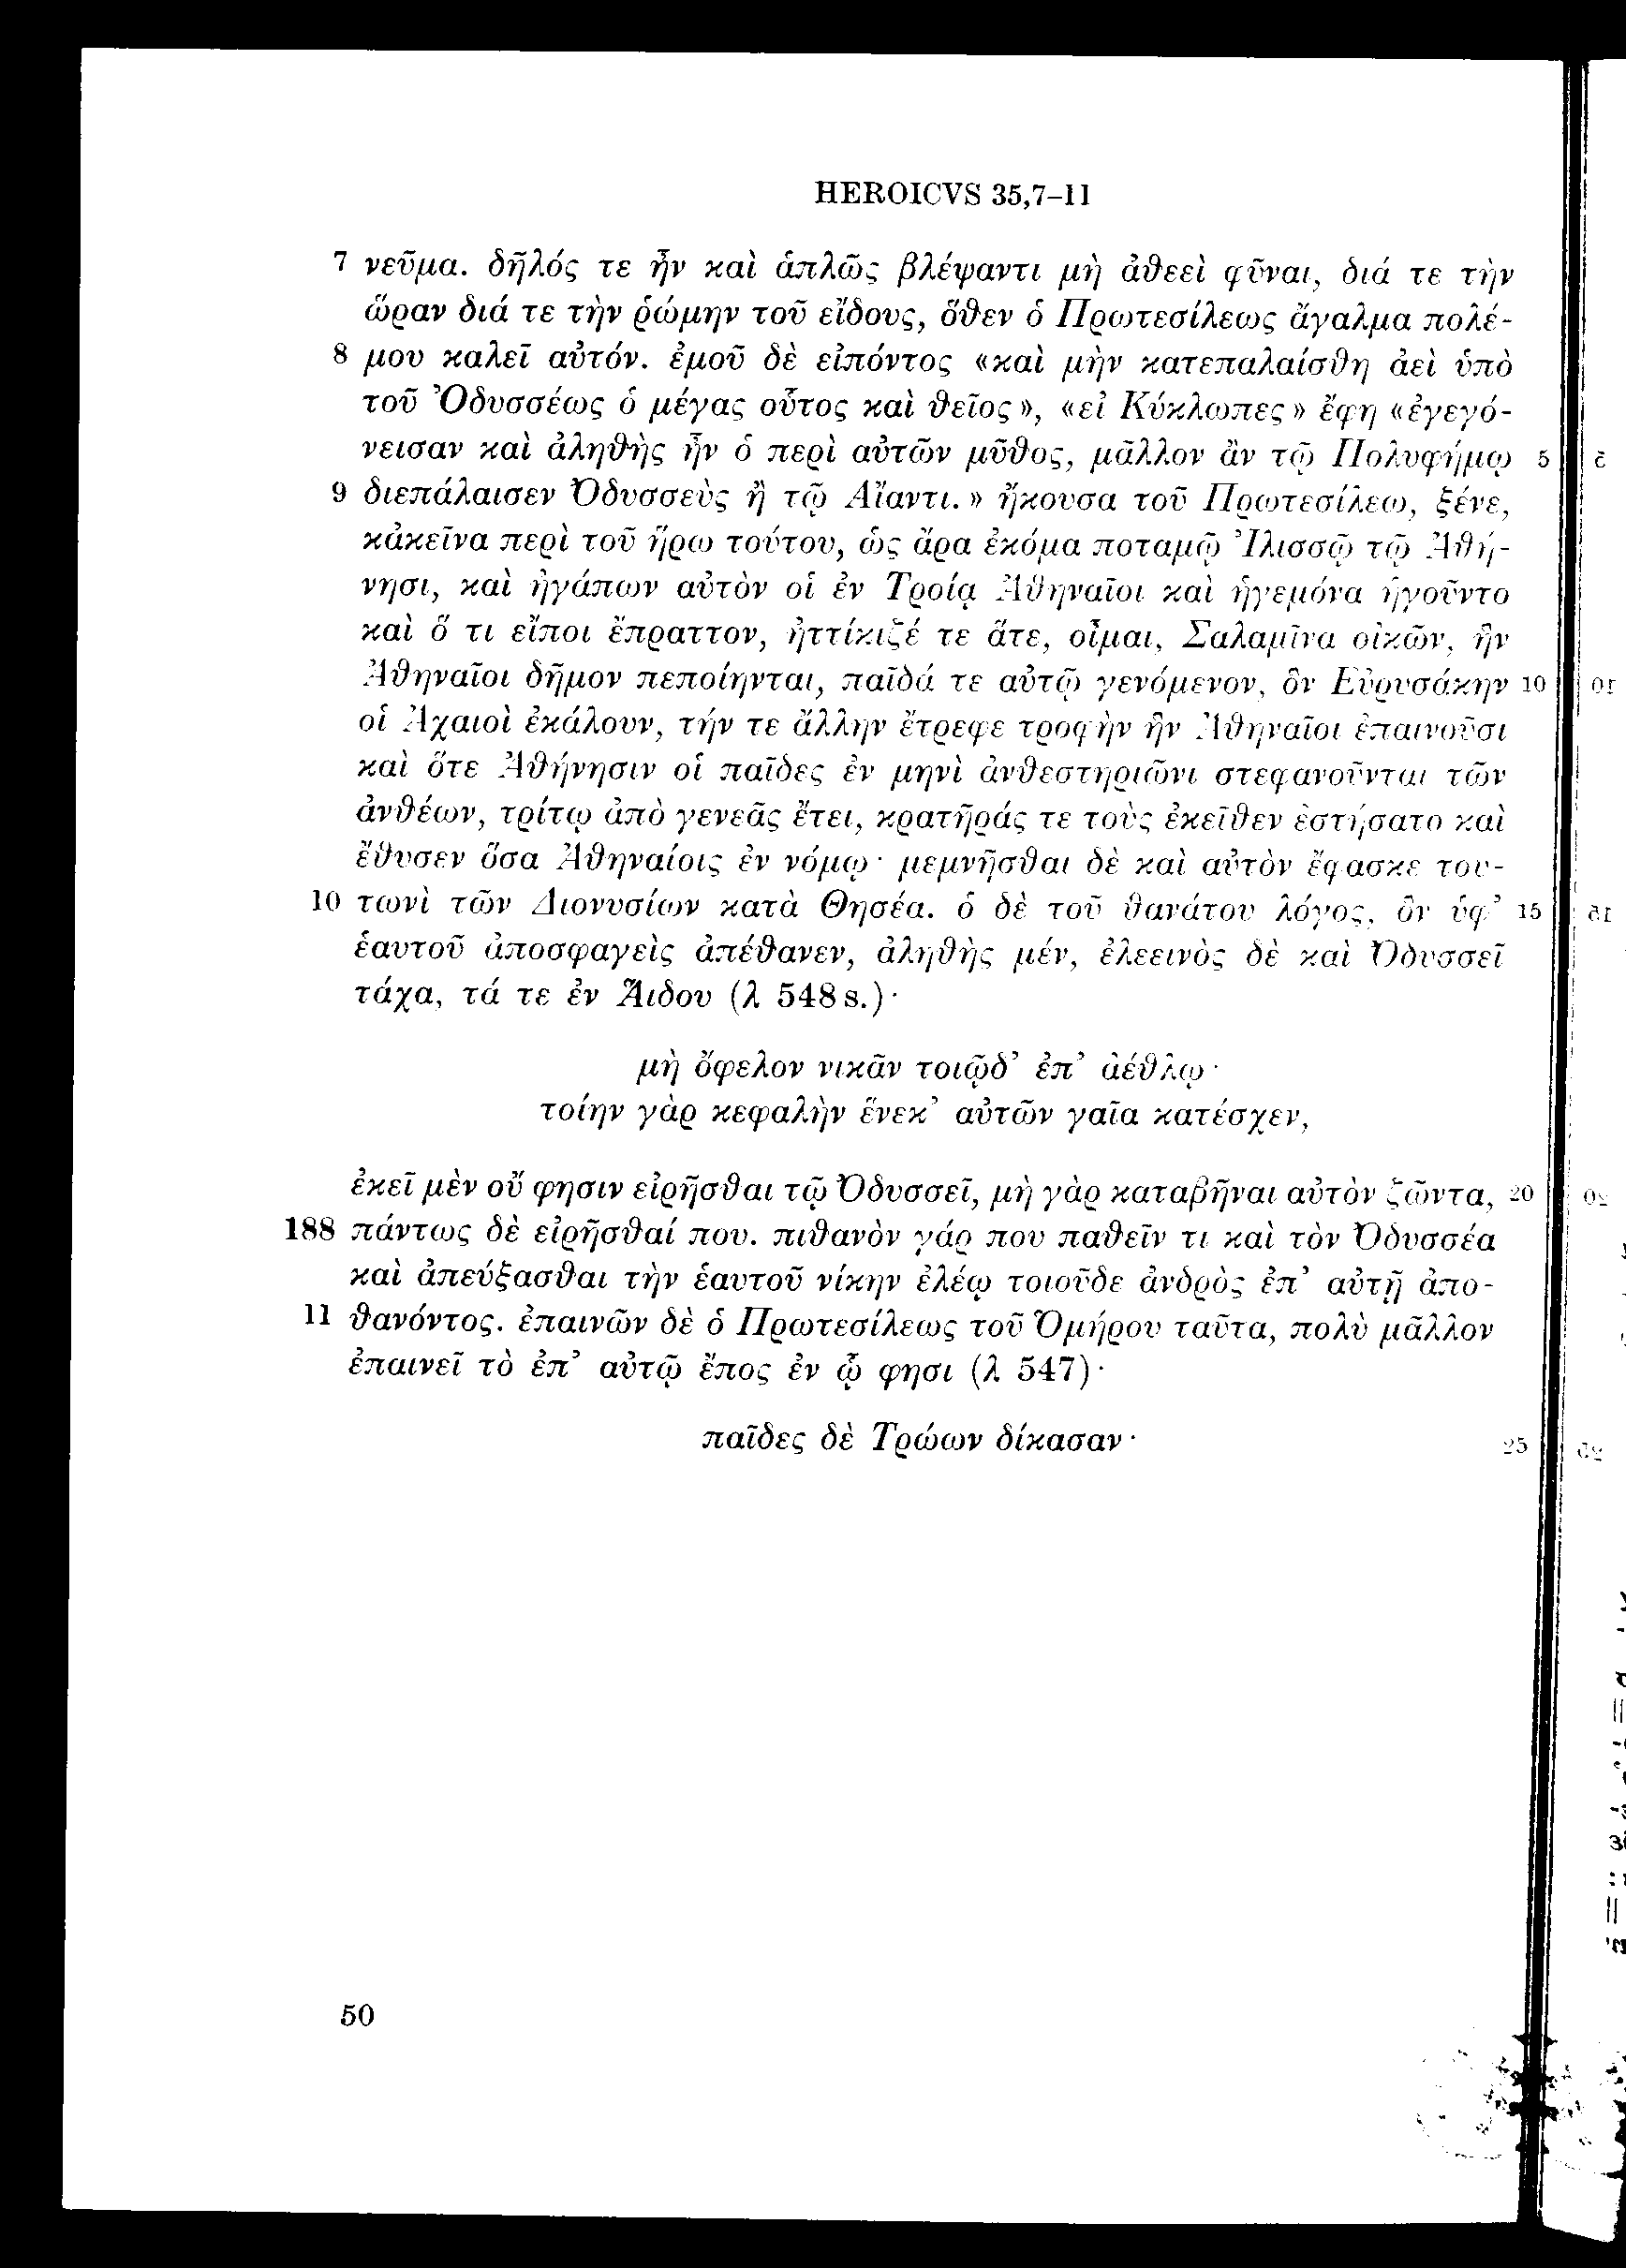 HEROICVS 35,7–11
7 νεῦμα. δῆλός τε ἦν καὶ ἁπλῶς βλέψαντι μὴ ἀθεεὶ φῦναι, διά τε τὴν
ὥραν διά τε τὴν ῥώμην τοῦ εἴδους, ὅθεν ὁ Πρωτεσίλεως ἄγαλμα πολέ-
8 μου καλεῖ αὐτόν. ἐμοῦ δὲ εἰπόντος «καὶ μὴν κατεπαλαίσθη ἀεὶ ὑπὸ
τοῦ Ὀδυσσέως ὁ μέγας οὗτος καὶ θεῖος», «εἰ Κύκλωπες» ἔφη «ἐγεγό-
νεισαν καὶ ἀληθὴς ἦν ὁ περὶ αὐτῶν μῦθος, μᾶλλον ἂν τῷ Πολυφήμῳ 5
9 διεπάλαισεν Ὀδυσσεὺς ἢ τῷ Αἴαντι.» ἤκουσα τοῦ Πρωτεσίλεω, ξένε,
κἀκεῖνα περὶ τοῦ ἥρω τούτου, ὡς ἄρα ἐκόμα ποταμῷ Ἰλισσῷ τῷ Ἀθή-
νησι, καὶ ἠγάπων αὐτὸν οἱ ἐν Τροίᾳ Ἀθηναῖοι καὶ ἡγεμόνα ἡγοῦντο
καὶ ὅ τι εἴποι ἔπραττον, ἠττίκιζέ τε ἅτε, οἶμαι, Σαλαμῖνα οἰκῶν, ἣν
Ἀθηναῖοι δῆμον πεποίηνται, παῖδά τε αὐτῷ γενόμενον, ὃν Εὐρυσάκην 10
οἱ Ἀχαιοὶ ἐκάλουν, τήν τε ἄλλην ἔτρεφε τροφὴν ἣν Ἀθηναῖοι ἐπαινοῦσι
καὶ ὅτε Ἀθήνησιν οἱ παῖδες ἐν μηνὶ ἀνθεστηριῶνι στεφανοῦνται τῶν
ἀνθέων, τρίτῳ ἀπὸ γενεᾶς ἔτει, κρατῆράς τε τοὺς ἐκεῖθεν ἐστήσατο καὶ
ἔθυσεν ὅσα Ἀθηναίοις ἐν νόμῳ· μεμνῆσθαι δὲ καὶ αὐτὸν ἔφασκε του-
10 τωνὶ τῶν Διονυσίων κατὰ Θησέα. ὁ δὲ τοῦ θανάτου λόγος, ὃν ὑφ’ 15
ἑαυτοῦ ἀποσφαγεὶς ἀπέθανεν, ἀληθὴς μέν, ἐλεεινὸς δὲ καὶ Ὀδυσσεῖ
τάχα, τά τε ἐν Ἅιδου (λ 548 s.)·
μὴ ὄφελον νικᾶν τοιῷδ’ ἐπ’ ἀέθλῳ·
τοίην γὰρ κεφαλὴν ἕνεκ’ αὐτῶν γαῖα κατέσχεν,
ἐκεῖ μὲν οὔ φησιν εἰρῆσθαι τῷ Ὀδυσσεῖ, μὴ γὰρ καταβῆναι αὐτὸν ζῶντα, 20
188 πάντως δὲ εἰρῆσθαί που. πιθανὸν γάρ που παθεῖν τι καὶ τὸν Ὀδυσσέα
καὶ ἀπεύξασθαι τὴν ἑαυτοῦ νίκην ἐλέῳ τοιοῦδε ἀνδρὸς ἐπ’ αὐτῇ ἀπο-
11 θανόντος. ἐπαινῶν δὲ ὁ Πρωτεσίλεως τοῦ Ὁμήρου ταῦτα, πολὺ μᾶλλον
ἐπαινεῖ τὸ ἐπ’ αὐτῷ ἔπος ἐν ᾧ φησι (λ 547)·
παῖδες δὲ Τρώων δίκασαν· 25
50